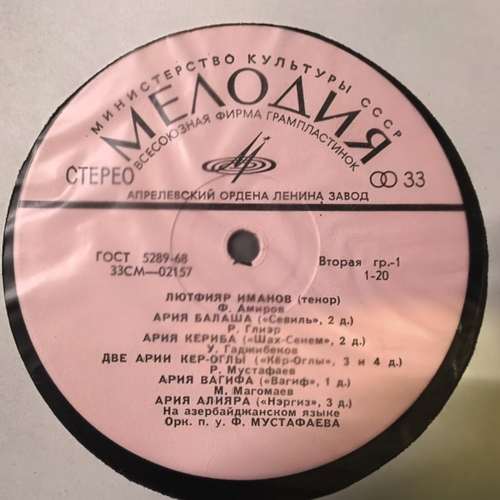 МИНИСТЕРСТВО КУЛЬТУРЫ СССР
МЕЛОДИЯ
ВСЕСОЮЗНАЯ ФИРМА ГРАМПЛАСТИНОК
СТЕРЕО
33
АПРЕЛЕВСКИЙ ОРДЕНА ЛЕНИНА ЗАВОД
ГОСТ 5289-68
33СМ—02157
Вторая гр.-1
1-20
ЛЮТФИЯР ИМАНОВ (тенор)
Ф. Амиров
АРИЯ БАЛАША («Севиль», 2 д.)
Р. Глиэр
АРИЯ КЕРИБА («Шах-Сенем», 2 д.)
У. Гаджибеков
ДВЕ АРИИ КЕР-ОГЛЫ («Кёр-Оглы», 3 и 4 д.)
Р. Мустафаев
АРИЯ ВАГИФА («Вагиф», 1 д.)
М. Магомаев
АРИЯ АЛИЯРА («Нэргиз», 3 д.)
На азербайджанском языке
Орк. п. у. Ф. МУСТАФАЕВА